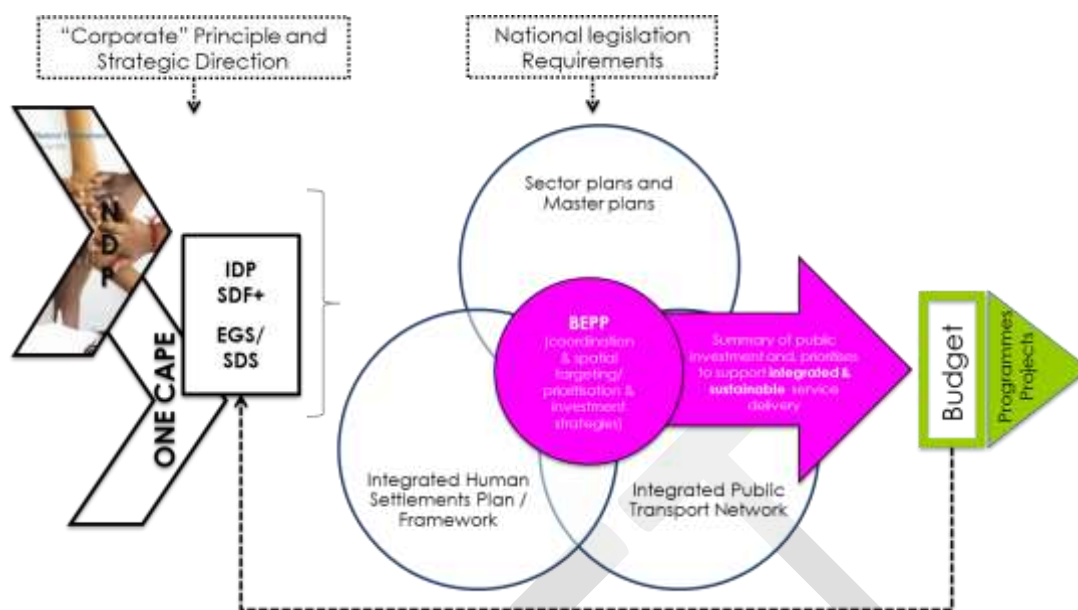 “Corporate” Principle and
Strategic Direction
National legislation
Requirements
NDP
ONE CAPE
IDP
SDF+
EGS/
SDS
Sector plans and
Master plans
BEPP
(coordination
& spatial
targeting/
prioritisation &
investment
strategies)
Summary of public
investment and, prioritises
to support integrated &
sustainable service
delivery
Integrated Human
Settlements Plan /
Framework
Integrated Public
Transport Network
Budget
Programmes
Projects